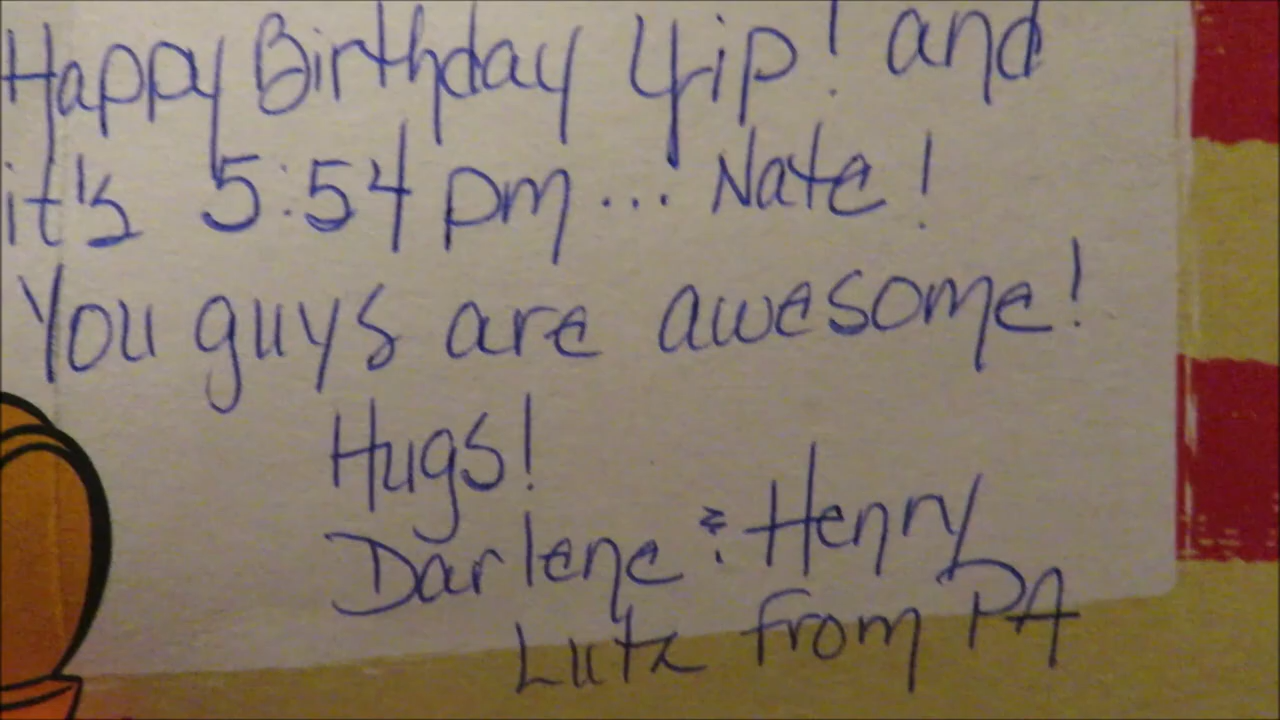 Happy Birthday Yip! and
it's 5:54 pm... Nate!
You guys are awesome!
Hugs!
Darlene & Henry
Lutz from PA